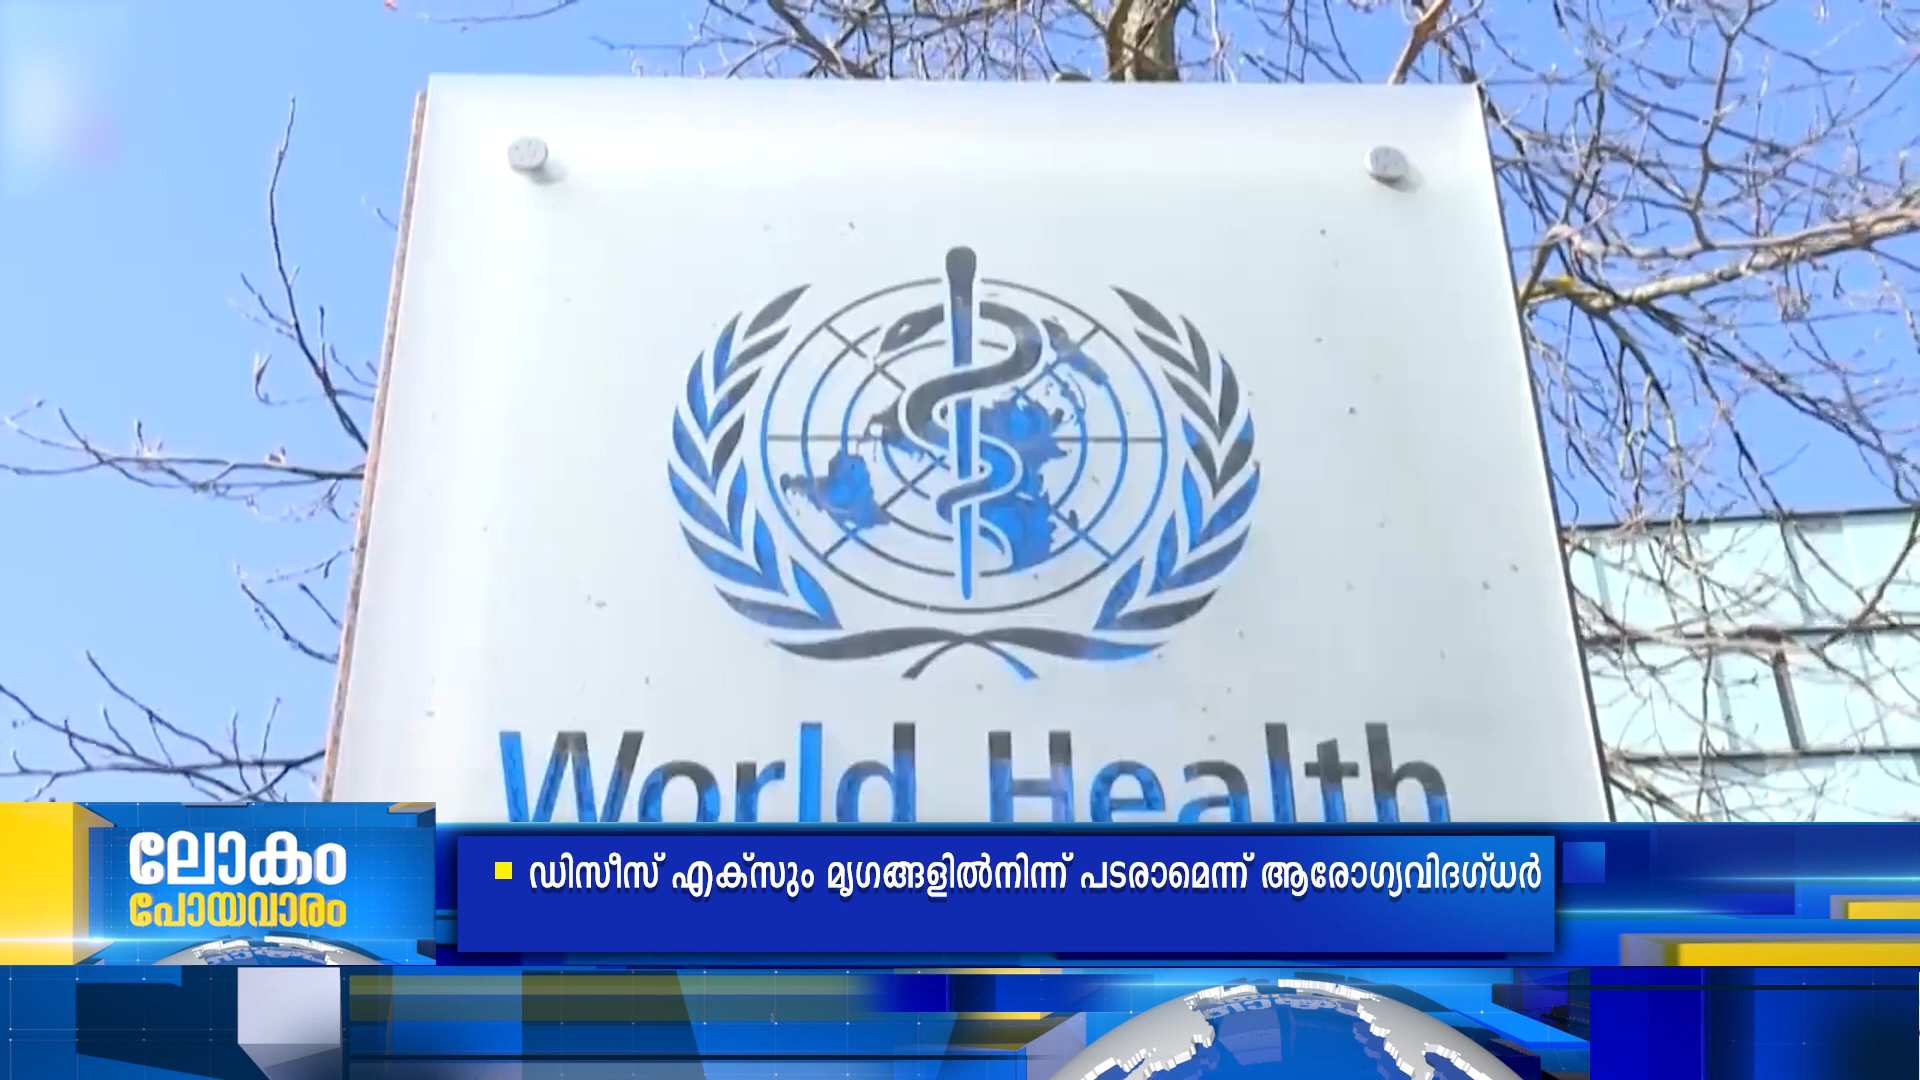 World Health
ലോകം
പോയവാരം
ഡിസീസ് എക്സും മൃഗങ്ങളിൽനിന്ന് പടരാമെന്ന് ആരോഗ്യവിദഗ്ധർ